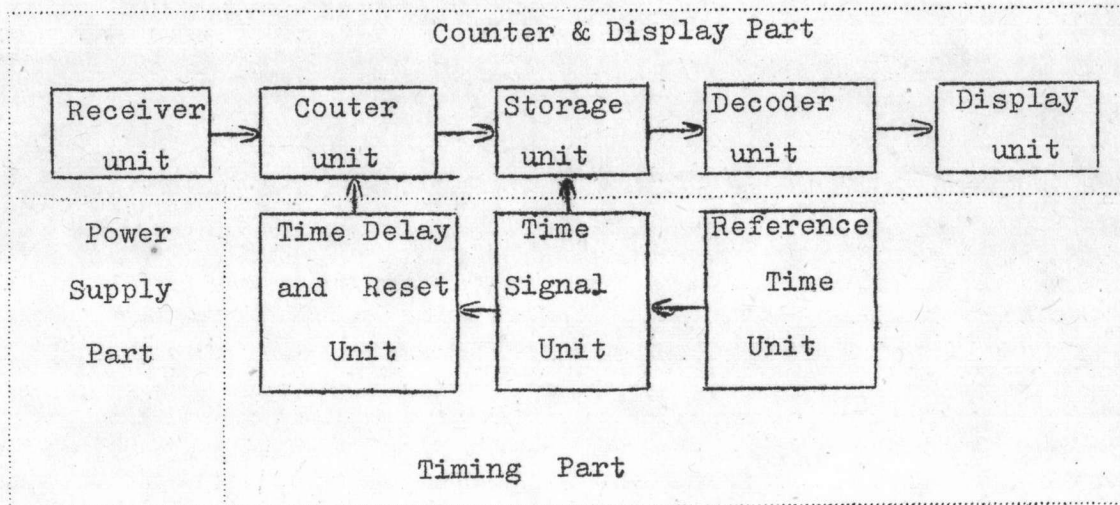 Counter & Display Part
Receiver
unit
Couter
unit
Storage
unit
Decoder
unit
Display
unit
Power
Supply
Part
Time Delay
and Reset
Unit
Time
Signal
Unit
Reference
Time
Unit
Timing Part